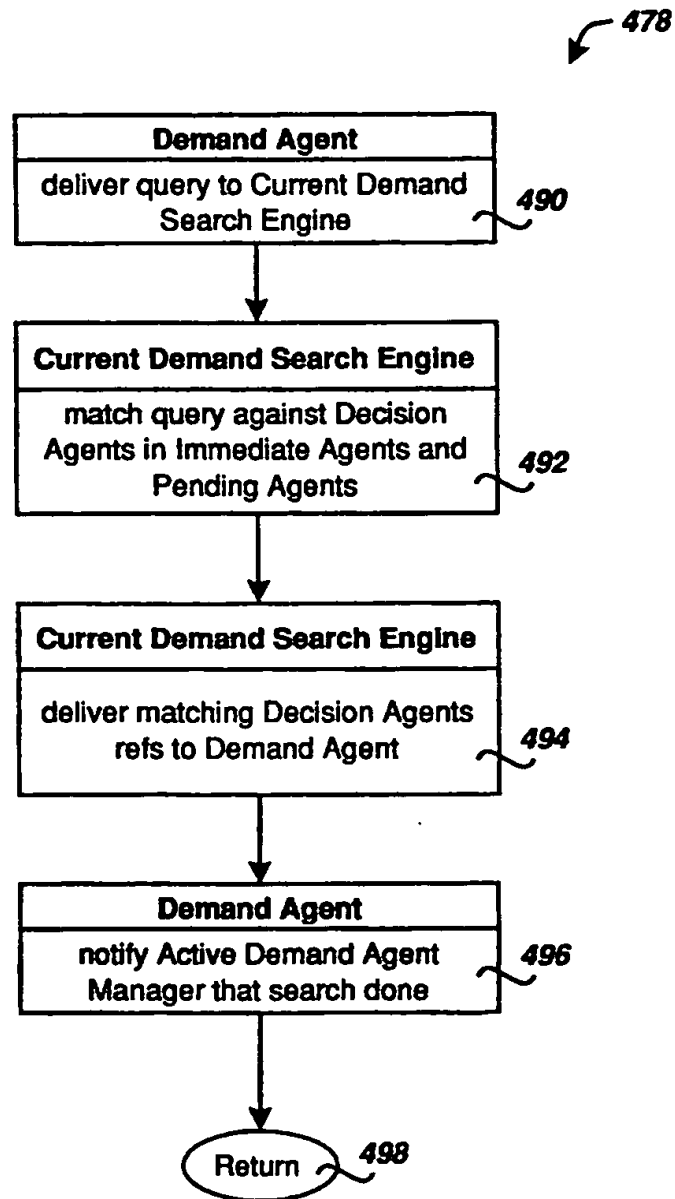 478
Demand Agent
deliver query to Current Demand
Search Engine
490
Current Demand Search Engine
match query against Decision
Agents in Immediate Agents and
Pending Agents
492
Current Demand Search Engine
deliver matching Decision Agents
refs to Demand Agent
494
Demand Agent
notify Active Demand Agent
Manager that search done
496
Return
498